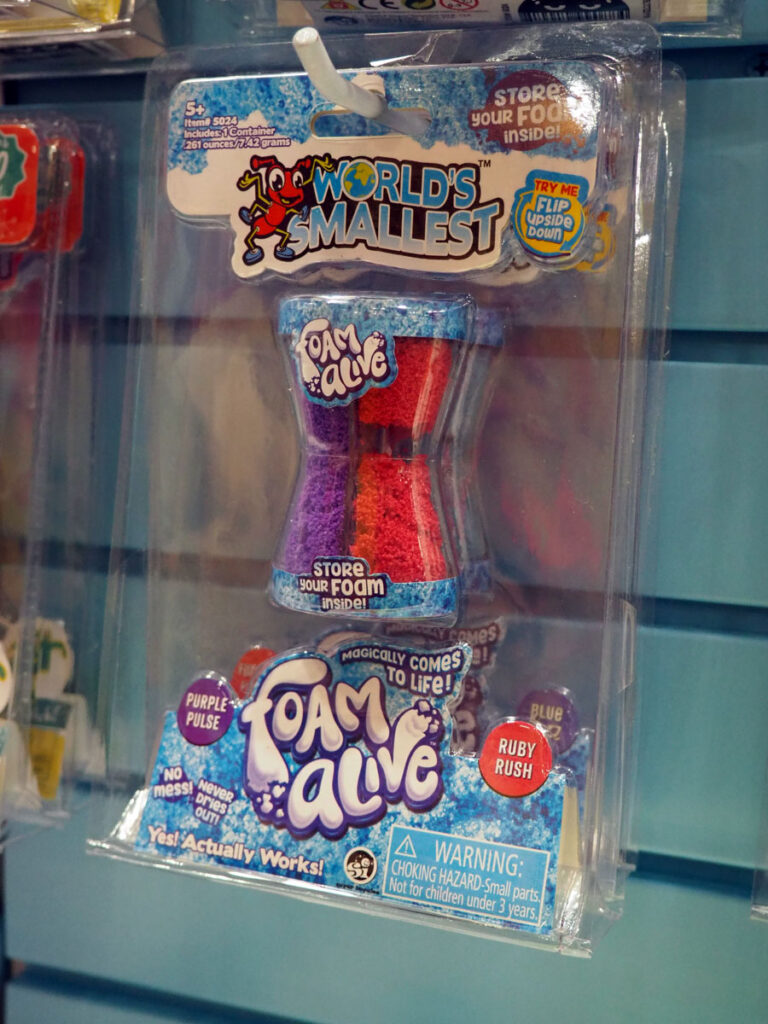 5+
Item# 5024
Includes: 1 Container
.261 ounces/7.42 grams
STORE
YOUR FOAM
INSIDE!
WORLD'S
SMALLEST™
TRY ME
FLIP
UPSIDE
DOWN
FOAM
ALIVE
STORE
YOUR FOAM
INSIDE!
MAGICALLY COMES
TO LIFE!
PURPLE
PULSE
FOAM
ALIVE
BLUE
RUBY
RUSH
NO
MESS!
NEVER
DRIES
OUT!
Yes! Actually Works!
WARNING:
CHOKING HAZARD-Small parts.
Not for children under 3 years.